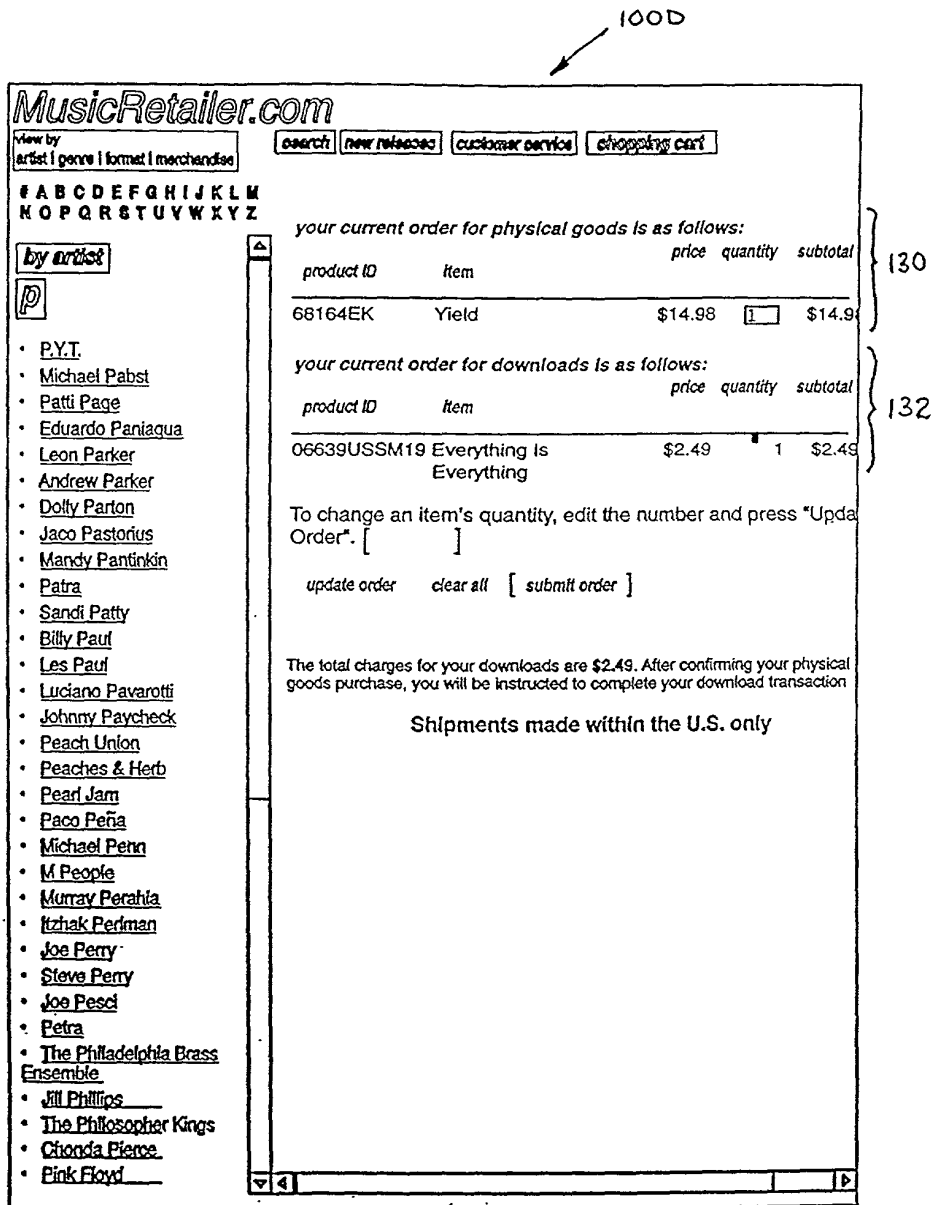 100D
MusicRetailer.com
view by
artist | genre | format | merchandise
search new releases customer service shopping cart
# A B C D E F G H I J K L M
N O P Q R S T U V W X Y Z
by artist
p
• P.Y.T.
• Michael Pabst
• Patti Page
• Eduardo Paniagua
• Leon Parker
• Andrew Parker
• Dolly Parton
• Jaco Pastorius
• Mandy Pantinkin
• Patra
• Sandi Patty
• Billy Paul
• Les Paul
• Luciano Pavarotti
• Johnny Paycheck
• Peach Union
• Peaches & Herb
• Pearl Jam
• Paco Peña
• Michael Penn
• M People
• Murray Perahia
• Itzhak Perlman
• Joe Perry
• Steve Perry
• Joe Pesci
• Petra
• The Philadelphia Brass
Ensemble
• Jill Phillips
• The Philosopher Kings
• Chonda Pierce
• Pink Floyd
your current order for physical goods is as follows:
price quantity subtotal
product ID item
68164EK Yield $14.98 1 $14.98
130
your current order for downloads is as follows:
price quantity subtotal
product ID item
06639USSM19 Everything Is $2.49 1 $2.49
Everything
132
To change an item's quantity, edit the number and press "Upda
Order". [ ]
update order clear all [ submit order ]
The total charges for your downloads are $2.49. After confirming your physical
goods purchase, you will be instructed to complete your download transaction
Shipments made within the U.S. only